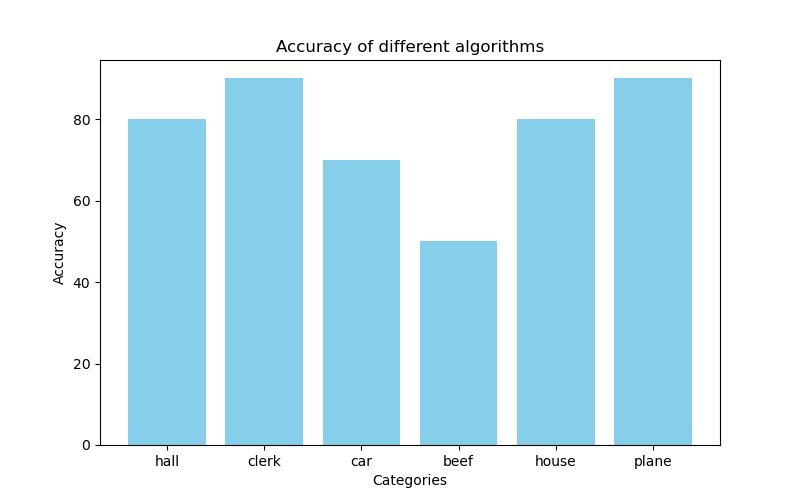 Accuracy of different algorithms
Accuracy
80
60
40
20
0
hall clerk car beef house plane
Categories